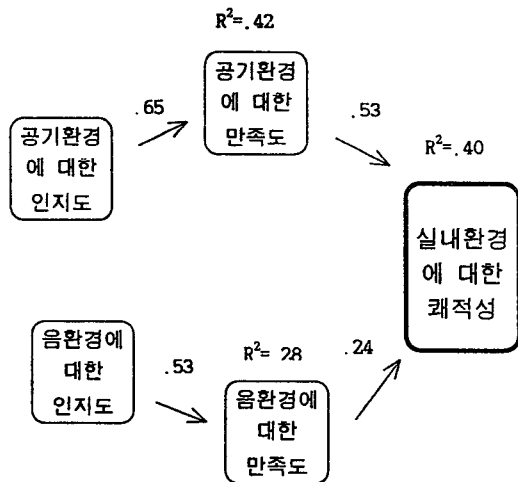 R²=.42
공기환경
에 대한
만족도
.65
.53
공기환경
에 대한
인지도
R²=.40
실내환경
에 대한
쾌적성
음환경에
대한
인지도
.53
R²= 28
.24
음환경에
대한
만족도